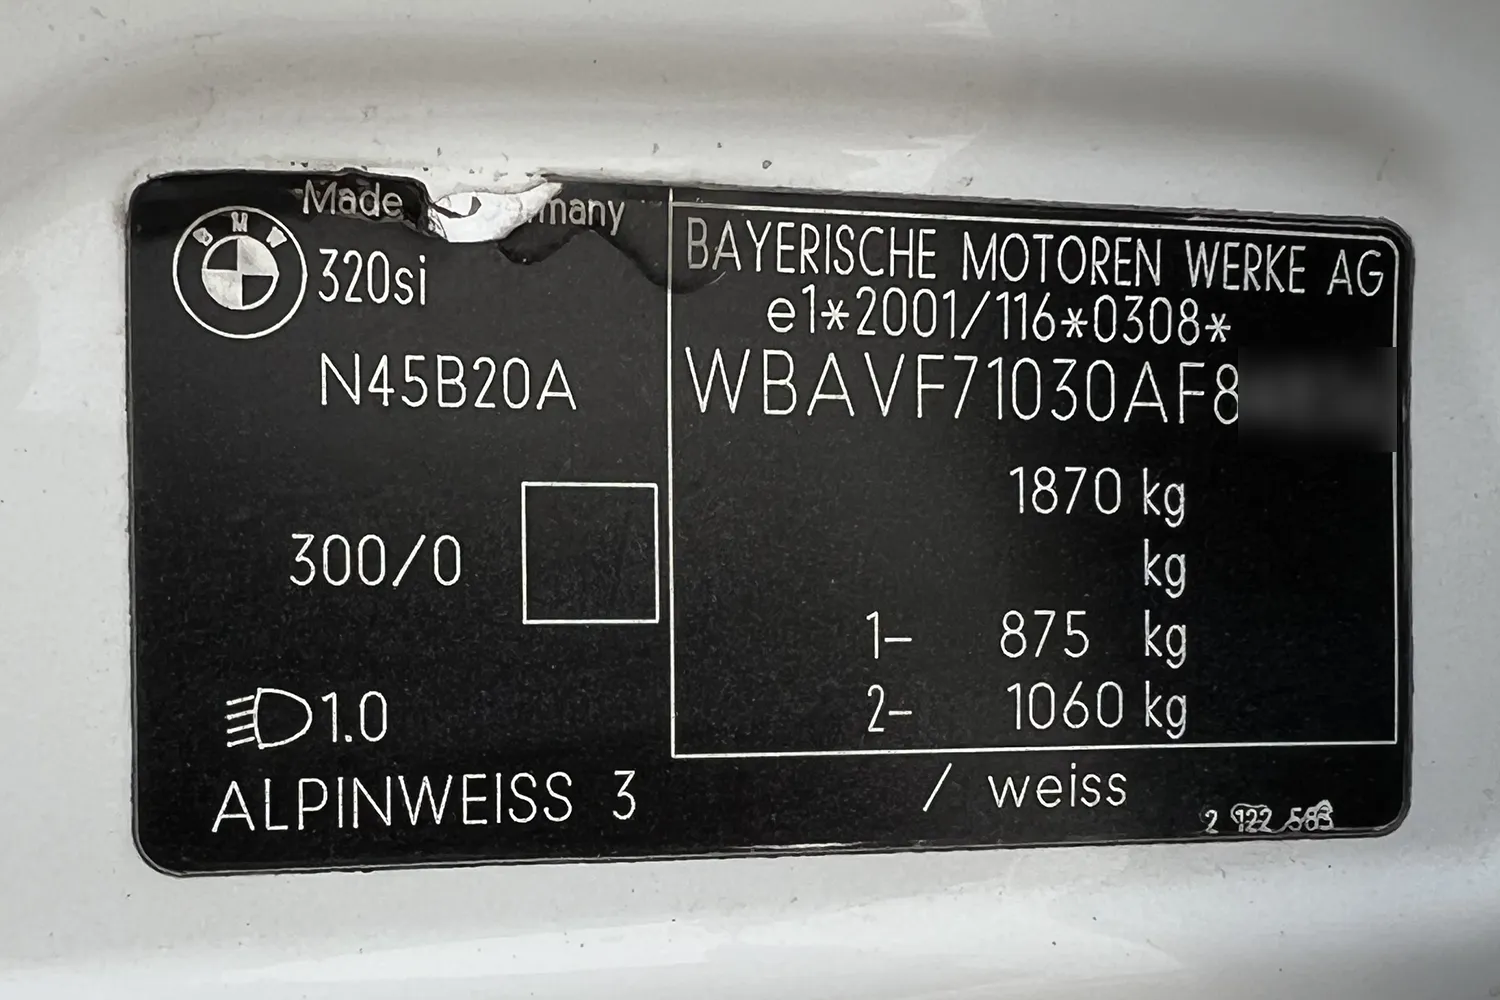 Made
many
BMW
320si
N45B20A
300/0
1.0
ALPINWEISS 3
BAYERISCHE MOTOREN WERKE AG
e1*2001/116*0308*
WBAVF71030AF8
1870 kg
kg
1- 875 kg
2- 1060 kg
/ weiss
2 122 583